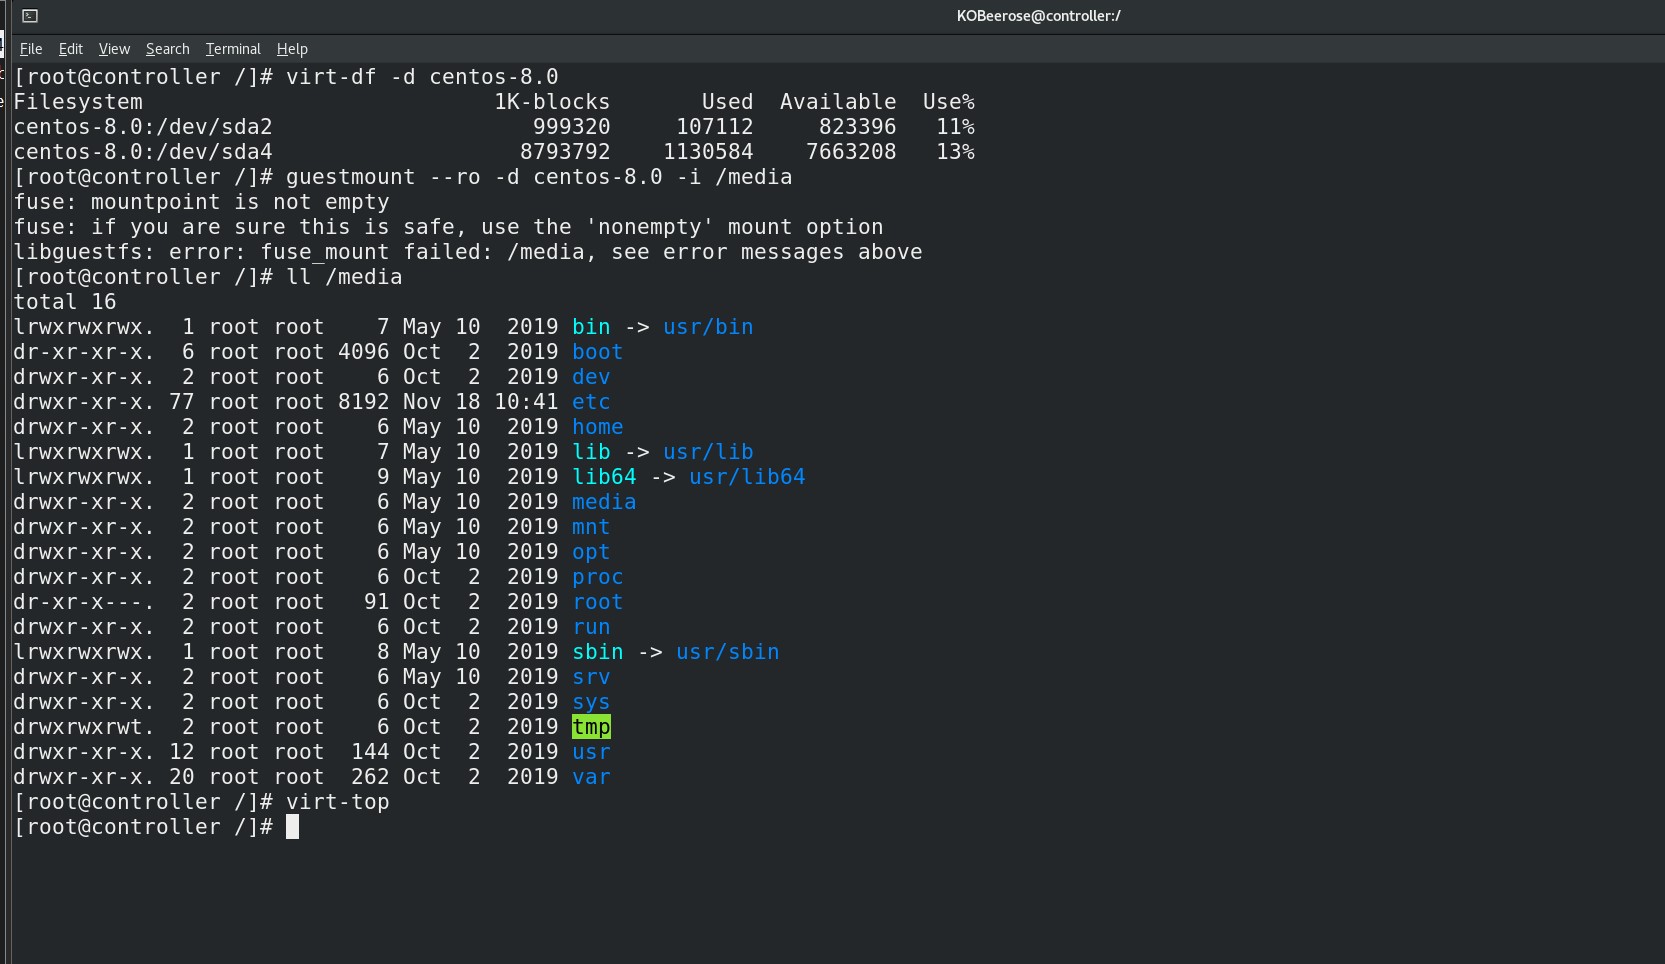 KOBeerose@controller:/
File Edit View Search Terminal Help
[root@controller /]# virt-df -d centos-8.0
Filesystem                           1K-blocks       Used  Available  Use%
centos-8.0:/dev/sda2                    999320     107112     823396   11%
centos-8.0:/dev/sda4                   8793792    1130584    7663208   13%
[root@controller /]# guestmount --ro -d centos-8.0 -i /media
fuse: mountpoint is not empty
fuse: if you are sure this is safe, use the 'nonempty' mount option
libguestfs: error: fuse_mount failed: /media, see error messages above
[root@controller /]# ll /media
total 16
lrwxrwxrwx.  1 root root    7 May 10  2019 bin -> usr/bin
dr-xr-xr-x.  6 root root 4096 Oct  2  2019 boot
drwxr-xr-x.  2 root root    6 Oct  2  2019 dev
drwxr-xr-x. 77 root root 8192 Nov 18 10:41 etc
drwxr-xr-x.  2 root root    6 May 10  2019 home
lrwxrwxrwx.  1 root root    7 May 10  2019 lib -> usr/lib
lrwxrwxrwx.  1 root root    9 May 10  2019 lib64 -> usr/lib64
drwxr-xr-x.  2 root root    6 May 10  2019 media
drwxr-xr-x.  2 root root    6 May 10  2019 mnt
drwxr-xr-x.  2 root root    6 May 10  2019 opt
drwxr-xr-x.  2 root root    6 Oct  2  2019 proc
dr-xr-x---.  2 root root   91 Oct  2  2019 root
drwxr-xr-x.  2 root root    6 Oct  2  2019 run
lrwxrwxrwx.  1 root root    8 May 10  2019 sbin -> usr/sbin
drwxr-xr-x.  2 root root    6 May 10  2019 srv
drwxr-xr-x.  2 root root    6 Oct  2  2019 sys
drwxrwxrwt.  2 root root    6 Oct  2  2019 tmp
drwxr-xr-x. 12 root root  144 Oct  2  2019 usr
drwxr-xr-x. 20 root root  262 Oct  2  2019 var
[root@controller /]# virt-top
[root@controller /]#